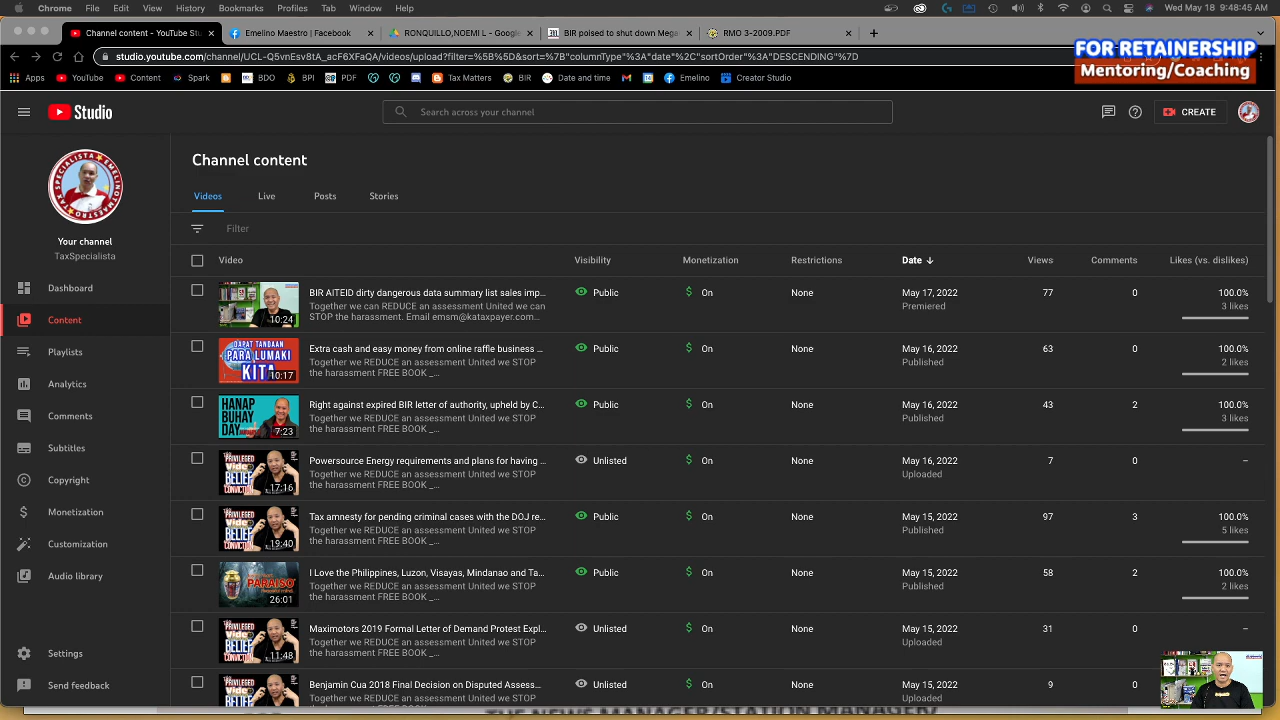 Chrome File Edit View History Bookmarks Profiles Tab Window Help Wed May 18 9:48:45 AM
Channel content - YouTube Stu Emelino Maestro | Facebook RONQUILLO,NOEMI L - Google BIR poised to shut down Mega RMO 3-2009.PDF
studio.youtube.com/channel/UCL-Q5vnEsv8tA_acF6XFaQA/videos/upload?filter=%5B%5D&sort=%7B"columnType"%3A"date"%2C"sortOrder"%3A"DESCENDING"%7D
FOR RETAINERSHIP
Mentoring/Coaching
Apps YouTube Content Spark BDO BPI PDF Tax Matters BIR Date and time Emelino Creator Studio
Studio
Search across your channel
CREATE
Channel content
Videos Live Posts Stories
Filter
Your channel
TaxSpecialista
Dashboard
Content
Playlists
Analytics
Comments
Subtitles
Copyright
Monetization
Customization
Audio library
Settings
Send feedback
Video Visibility Monetization Restrictions Date Views Comments Likes (vs. dislikes)
10:24 BIR AITEID dirty dangerous data summary list sales imp... Public On None May 17, 2022 77 0 100.0%
Together we can REDUCE an assessment United we can Premiered 3 likes
STOP the harassment. Email emsm@kataxpayer.com...
DAPAT TANDAAN
PARA LUMAKI
KITA
10:17 Extra cash and easy money from online raffle business ... Public On None May 16, 2022 63 0 100.0%
Together we REDUCE an assessment United we STOP Published 2 likes
the harassment FREE BOOK _...
HANAP
BUHAY
DAY
7:23 Right against expired BIR letter of authority, upheld by C... Public On None May 16, 2022 43 2 100.0%
Together we REDUCE an assessment United we STOP Published 3 likes
the harassment FREE BOOK _...
17:16 Powersource Energy requirements and plans for having ... Unlisted On None May 16, 2022 7 0 –
Together we REDUCE an assessment United we STOP Uploaded
the harassment FREE BOOK _...
19:40 Tax amnesty for pending criminal cases with the DOJ re... Public On None May 15, 2022 97 3 100.0%
Together we REDUCE an assessment United we STOP Published 5 likes
the harassment FREE BOOK _...
PARAISO
26:01 I Love the Philippines, Luzon, Visayas, Mindanao and Ta... Public On None May 15, 2022 58 2 100.0%
Together we REDUCE an assessment United we STOP Published 2 likes
the harassment FREE BOOK _...
11:48 Maximotors 2019 Formal Letter of Demand Protest Expl... Unlisted On None May 15, 2022 31 0 –
Together we REDUCE an assessment United we STOP Uploaded
the harassment FREE BOOK _...
Benjamin Cua 2018 Final Decision on Disputed Assess... Unlisted On None May 15, 2022 9 0 –
Together we REDUCE an assessment United we STOP Uploaded